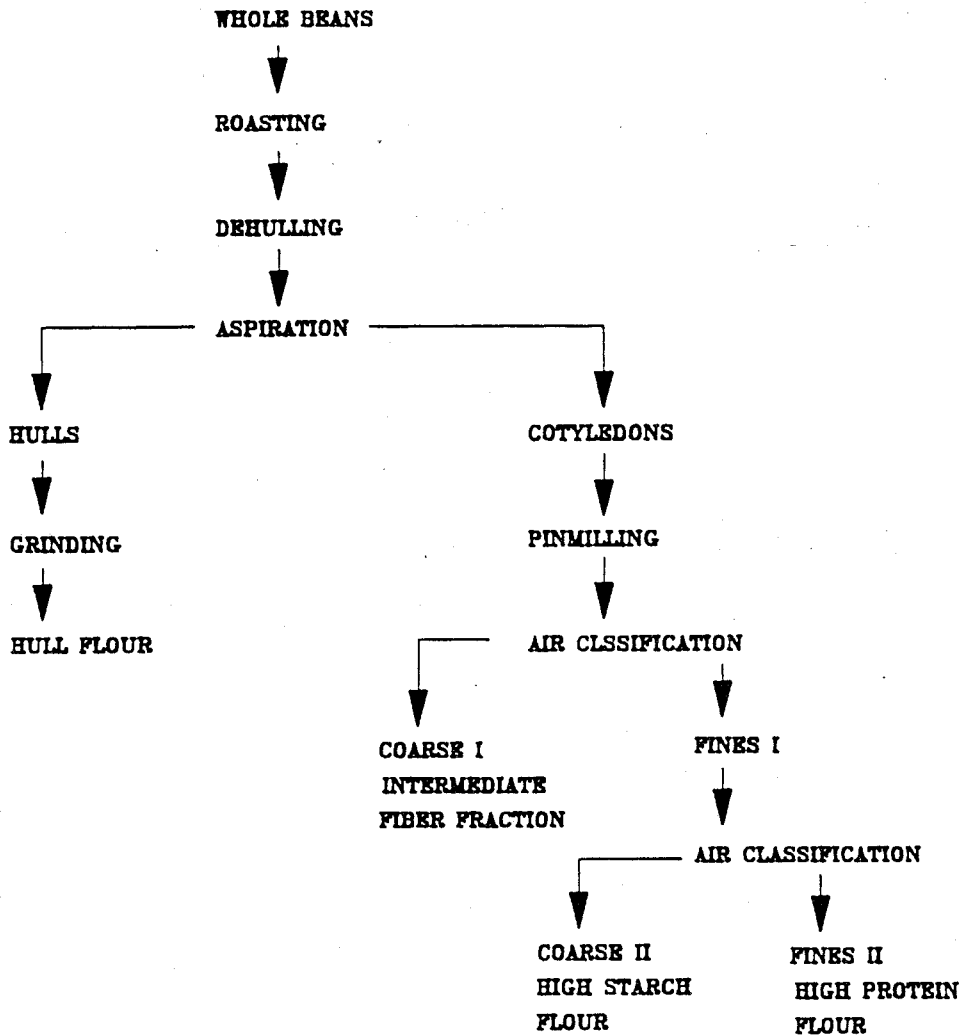 WHOLE BEANS
ROASTING
DEHULLING
ASPIRATION
HULLS
COTYLEDONS
GRINDING
PINMILLING
HULL FLOUR
AIR CLSSIFICATION
COARSE I
INTERMEDIATE
FIBER FRACTION
FINES I
AIR CLASSIFICATION
COARSE II
HIGH STARCH
FLOUR
FINES II
HIGH PROTEIN
FLOUR